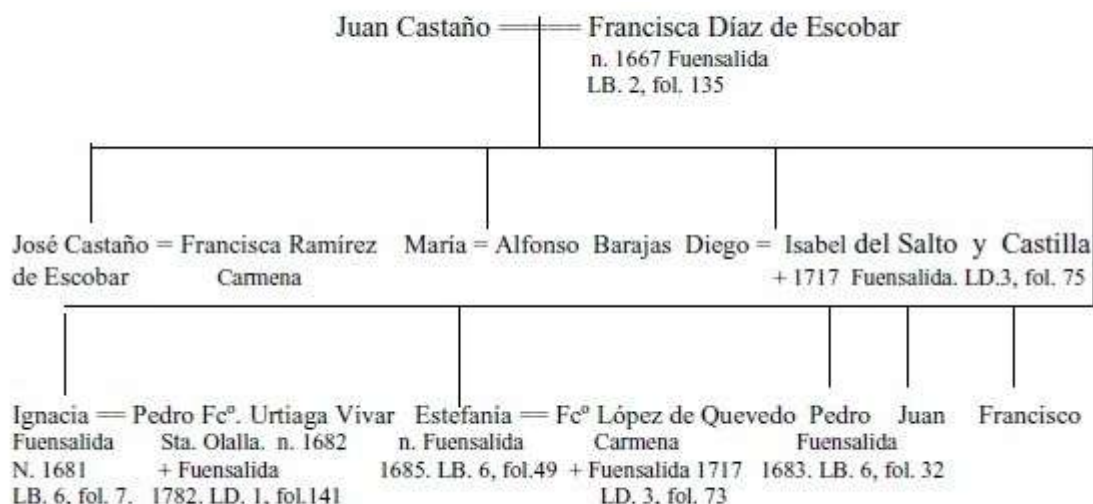 Juan Castaño ===== Francisca Díaz de Escobar
n. 1667 Fuensalida
LB. 2, fol. 135
José Castaño = Francisca Ramírez María = Alfonso Barajas Diego = Isabel del Salto y Castilla
de Escobar Carmena + 1717 Fuensalida. LD.3, fol. 75
Ignacia == Pedro Fcº. Urtiaga Vivar Estefanía == Fcº López de Quevedo Pedro Juan Francisco
Fuensalida Sta. Olalla. n. 1682 n. Fuensalida Carmena Fuensalida
N. 1681 + Fuensalida 1685. LB. 6, fol.49 + Fuensalida 1717 1683. LB. 6, fol. 32
LB. 6, fol. 7. 1782. LD. 1, fol.141 LD. 3, fol. 73